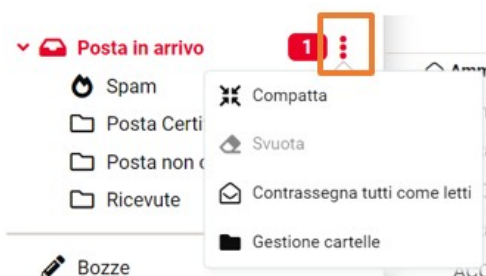 Posta in arrivo 1
Spam
Compatta
Posta Certi
Svuota
Posta non
Contrassegna tutti come letti
Ricevute
Gestione cartelle
Bozze